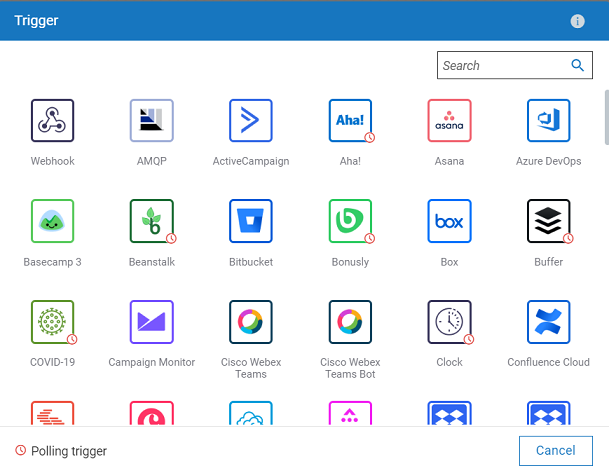 Trigger
Search
Aha!
asana
Webhook
AMQP
ActiveCampaign
Aha!
Asana
Azure DevOps
b
box
Basecamp 3
Beanstalk
Bitbucket
Bonusly
Box
Buffer
COVID-19
Campaign Monitor
Cisco Webex
Teams
Cisco Webex
Teams Bot
Clock
Confluence Cloud
Polling trigger
Cancel